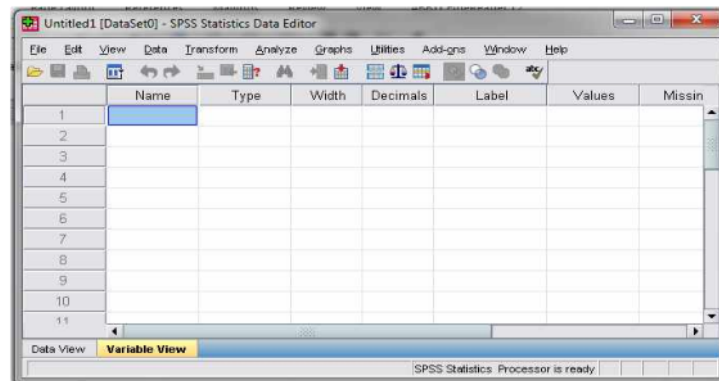 Untitled1 [DataSet0] - SPSS Statistics Data Editor
File Edit View Data Transform Analyze Graphs Utilities Add-ons Window Help
Name Type Width Decimals Label Values Missin
1
2
3
4
5
6
7
8
9
10
11
Data View Variable View
SPSS Statistics Processor is ready